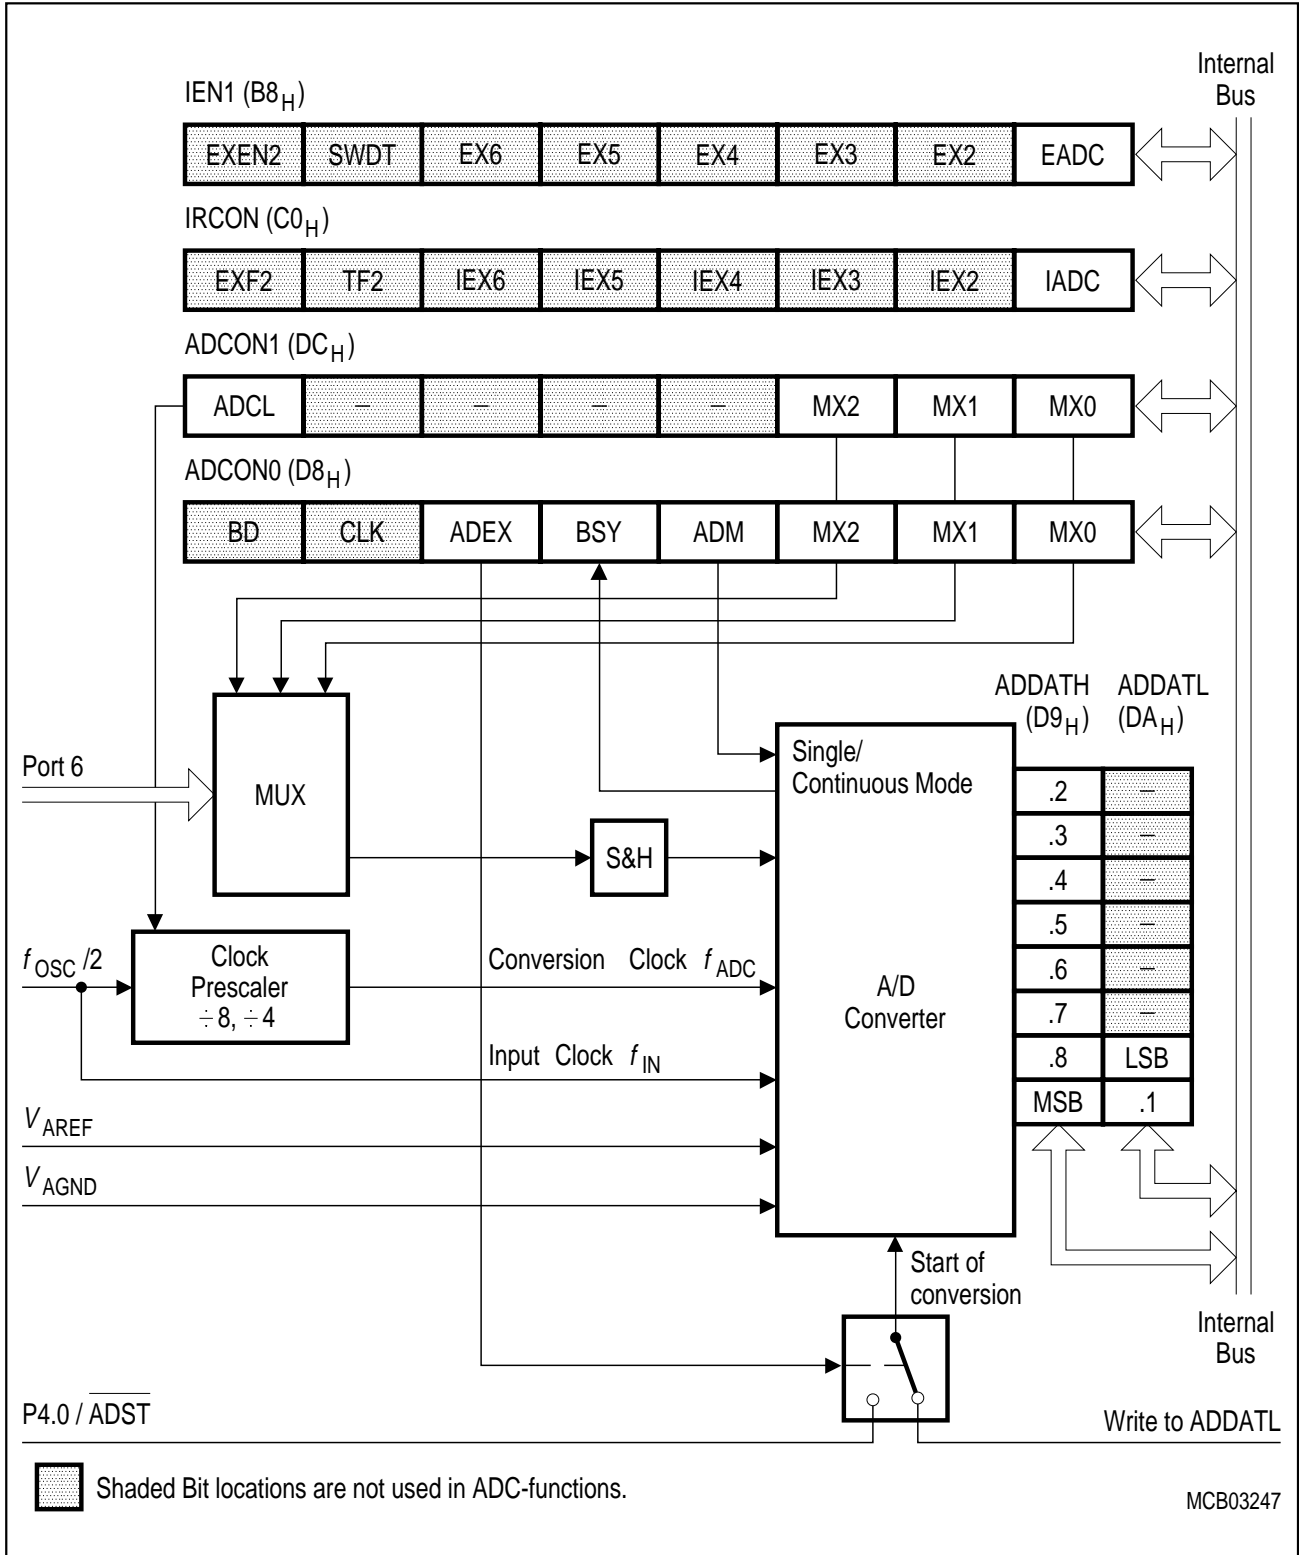 Internal
Bus
IEN1 (B8H)
EXEN2 SWDT EX6 EX5 EX4 EX3 EX2 EADC
IRCON (C0H)
EXF2 TF2 IEX6 IEX5 IEX4 IEX3 IEX2 IADC
ADCON1 (DCH)
ADCL – – – – MX2 MX1 MX0
ADCON0 (D8H)
BD CLK ADEX BSY ADM MX2 MX1 MX0
ADDATH ADDATL
(D9H) (DAH)
Port 6
MUX
Single/
Continuous Mode
S&H
.2 –
.3 –
.4 –
.5 –
.6 –
.7 –
.8 LSB
MSB .1
fOSC /2
Clock
Prescaler
÷8, ÷4
Conversion Clock fADC
A/D
Converter
Input Clock fIN
VAREF
VAGND
Start of
conversion
Internal
Bus
P4.0 / ADST
Write to ADDATL
Shaded Bit locations are not used in ADC-functions.
MCB03247